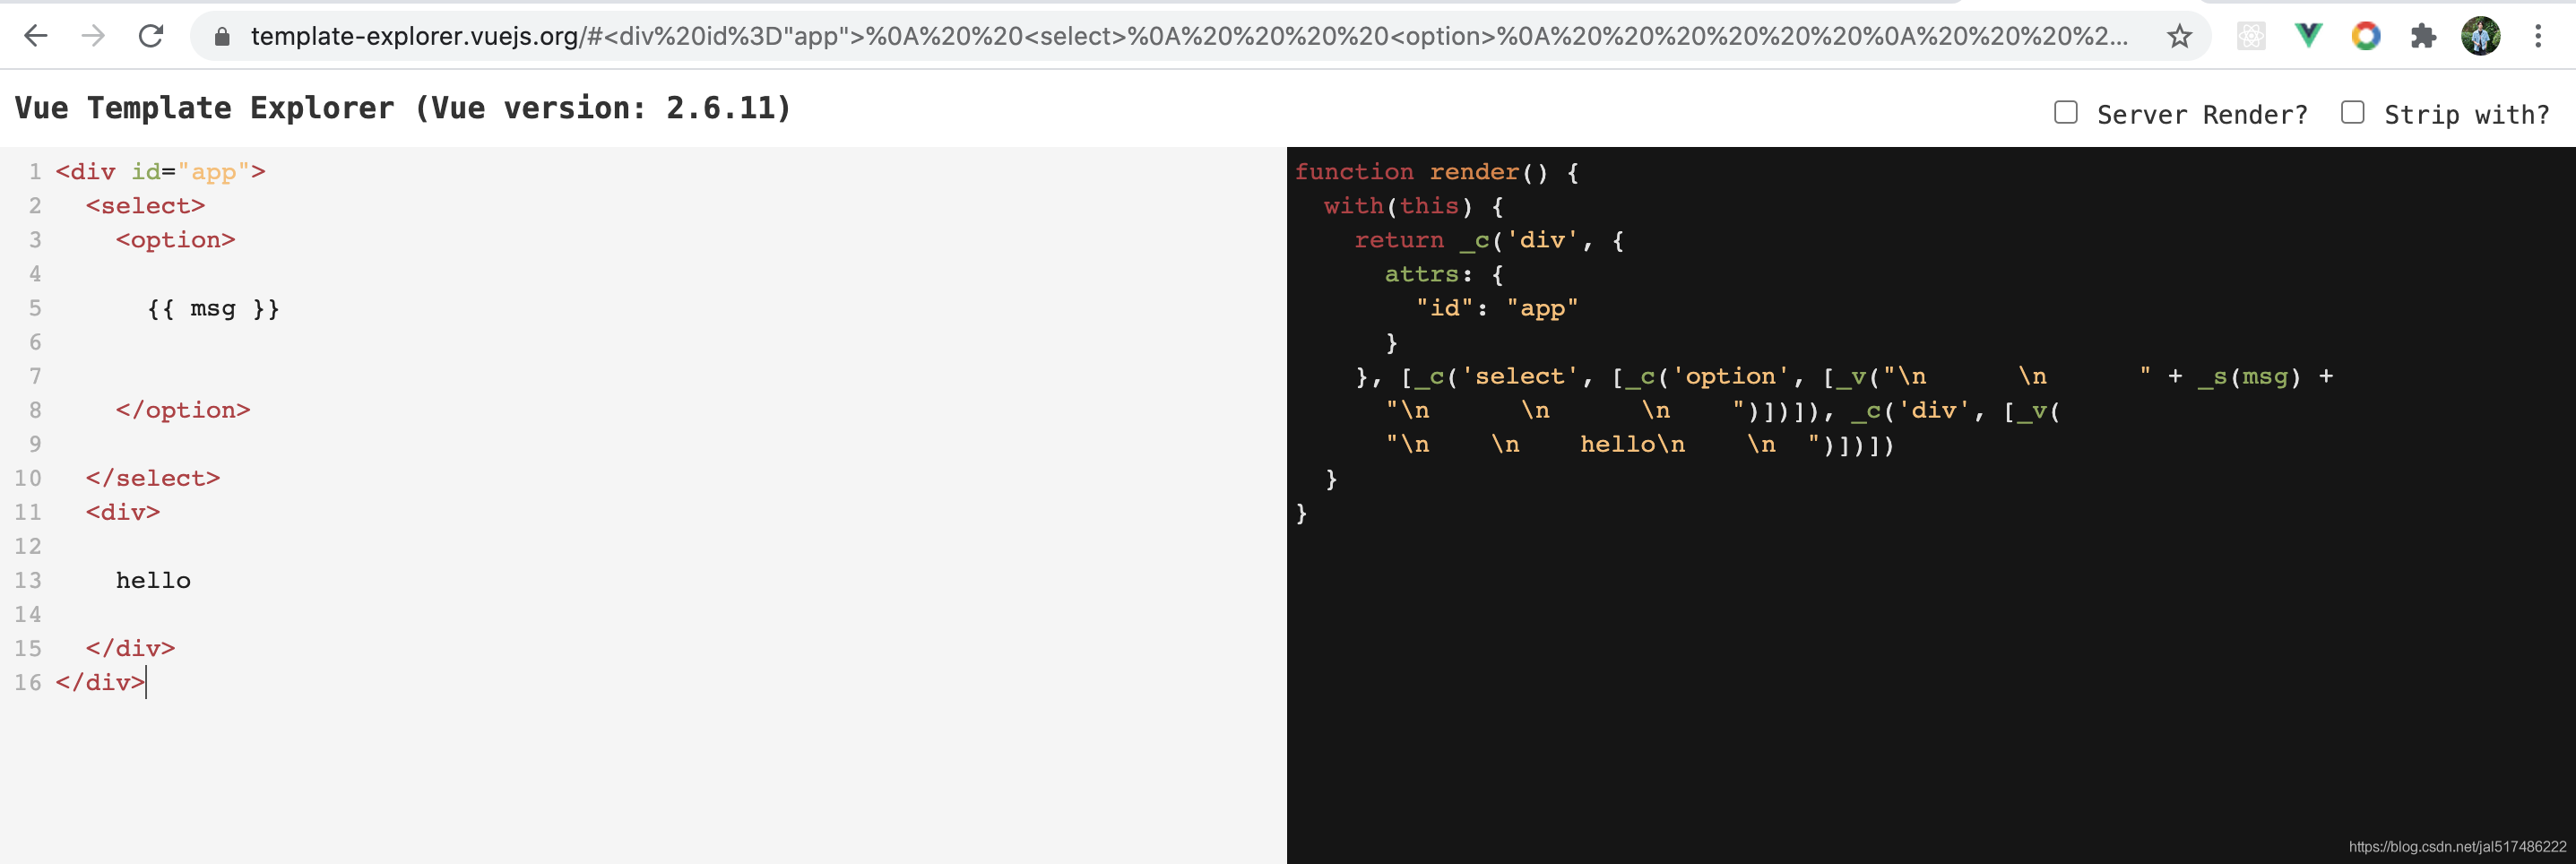 template-explorer.vuejs.org/#<div%20id%3D"app">%0A%20%20<select>%0A%20%20%20%20<option>%0A%20%20%20%20%20%20%0A%20%20%20%2...
Vue Template Explorer (Vue version: 2.6.11)
Server Render? Strip with?
1 <div id="app">
2   <select>
3     <option>
4
5       {{ msg }}
6
7
8     </option>
9
10   </select>
11   <div>
12
13     hello
14
15   </div>
16 </div>
function render() {
  with(this) {
    return _c('div', {
      attrs: {
        "id": "app"
      }
    }, [_c('select', [_c('option', [_v("\n      \n      " + _s(msg) +
      "\n      \n      \n    ")])]), _c('div', [_v(
      "\n    \n    hello\n    \n  ")])])
  }
}
https://blog.csdn.net/jal517486222